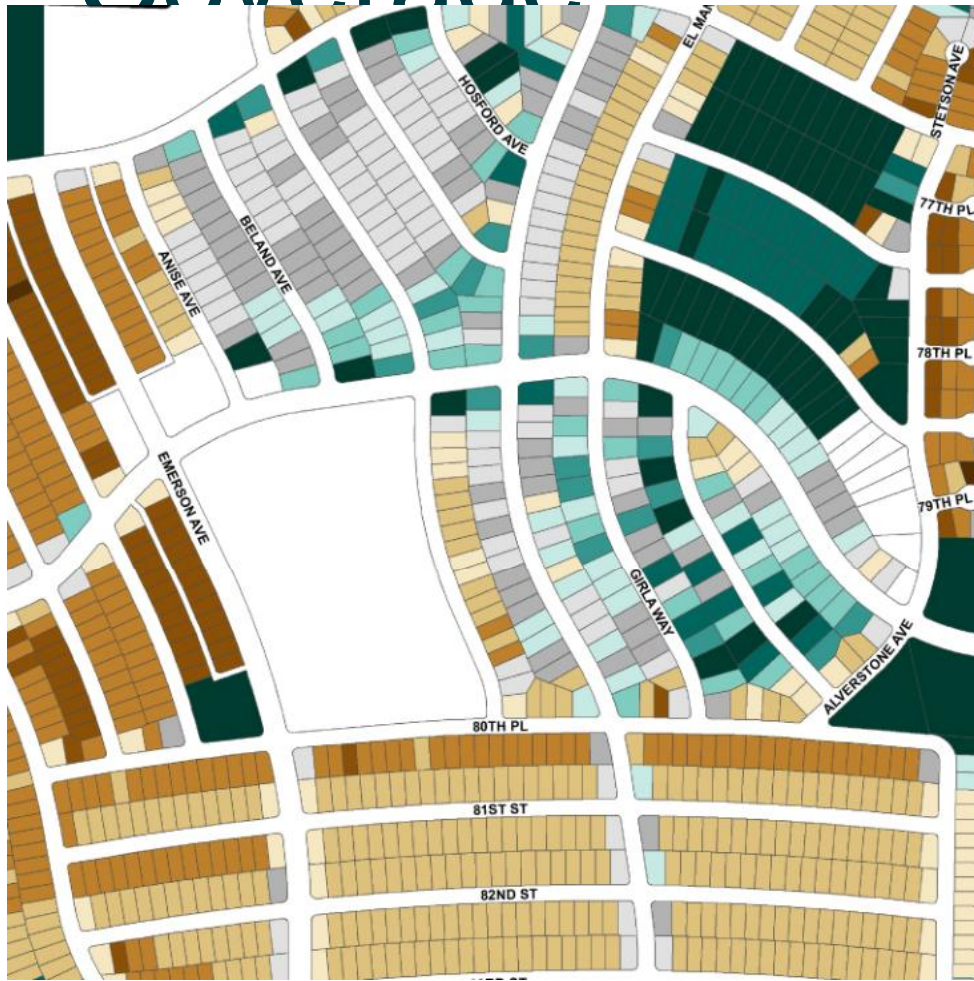 EL MAN
HOSFORD AVE
STETSON AVE
77TH PL
BELAND AVE
ANISE AVE
78TH PL
EMERSON AVE
79TH PL
GIRLA WAY
ALVERSTONE AVE
80TH PL
81ST ST
82ND ST